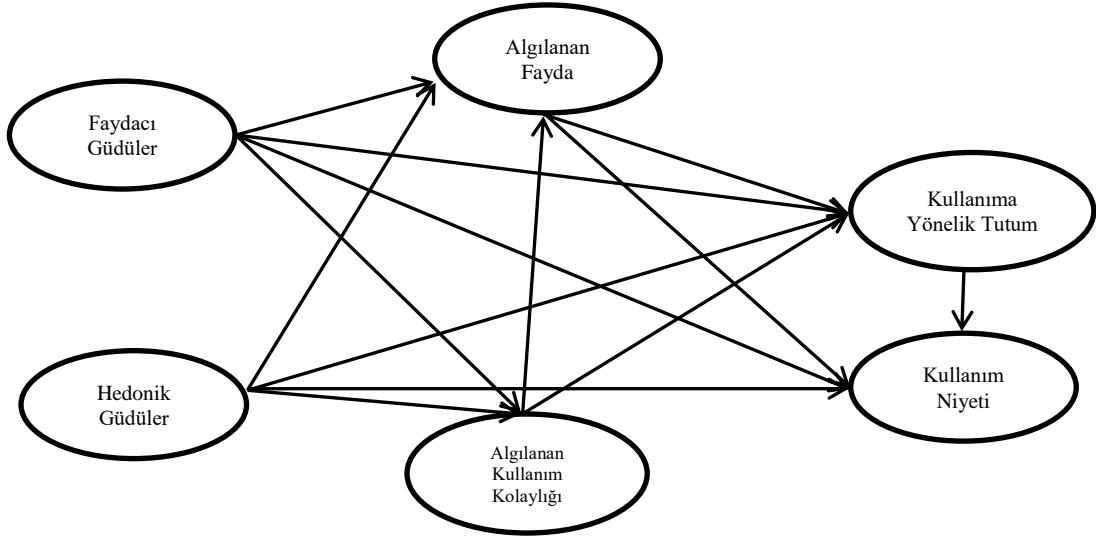 Algılanan
Fayda
Faydacı
Güdüler
Kullanıma
Yönelik Tutum
Hedonik
Güdüler
Kullanım
Niyeti
Algılanan
Kullanım
Kolaylığı